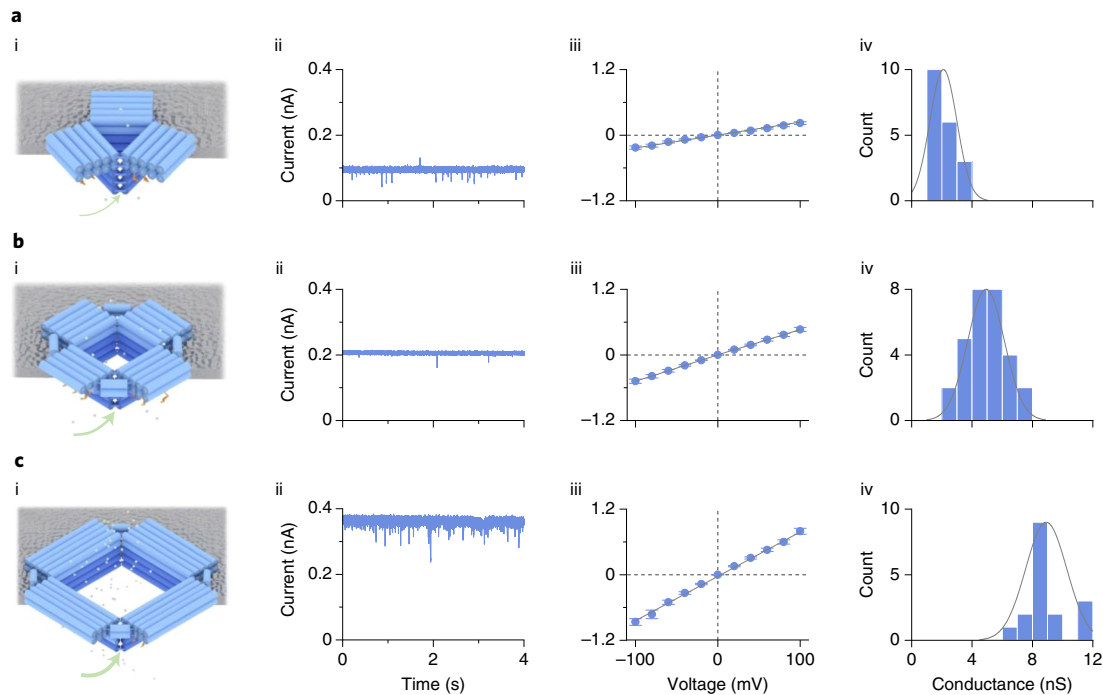 a
i
ii
iii
iv
0.4
0.2
0
Current (nA)
1.2
0
–1.2
10
5
0
Count
b
i
ii
iii
iv
0.4
0.2
0
Current (nA)
1.2
0
–1.2
8
4
0
Count
c
i
ii
iii
iv
0.4
0.2
0
Current (nA)
1.2
0
–1.2
10
5
0
Count
0 2 4
Time (s)
–100 0 100
Voltage (mV)
0 4 8 12
Conductance (nS)